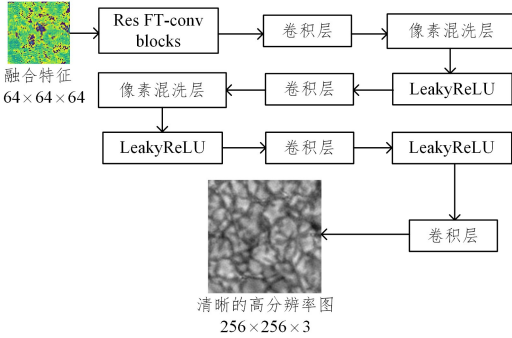 Res FT-conv
blocks
卷积层
像素混洗层
融合特征
64×64×64
像素混洗层
卷积层
LeakyReLU
LeakyReLU
卷积层
LeakyReLU
卷积层
清晰的高分辨率图
256×256×3